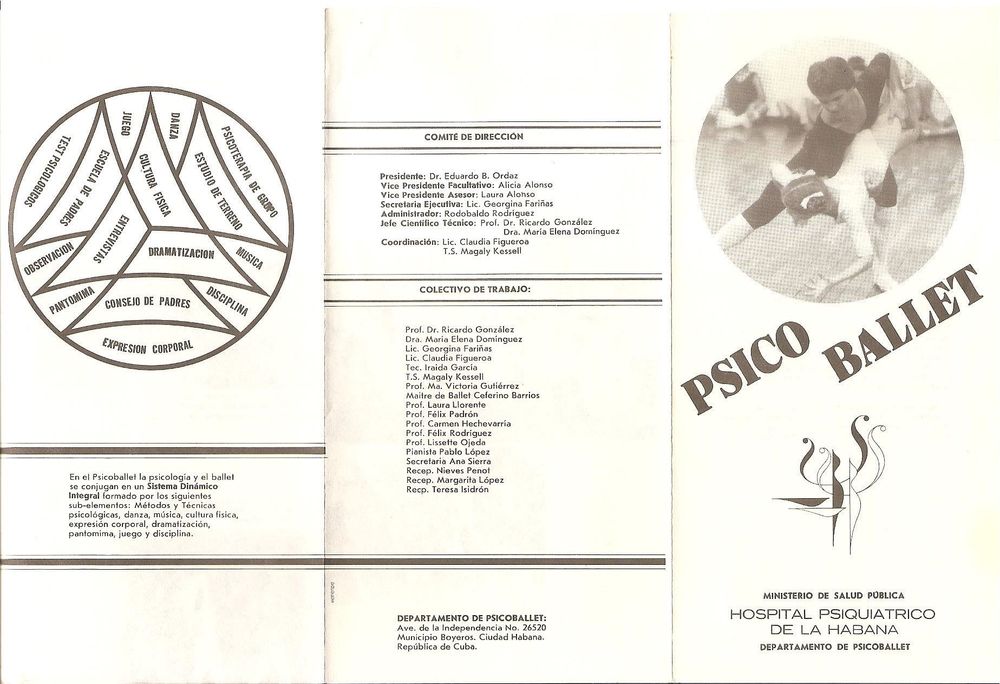 TEST PSICOLOGICOS
ESCUELA DE PADRES
JUEGO
DANZA
PSICOTERAPIA DE GRUPO
ESTUDIO DE TERRENO
CULTURA FISICA
ENTREVISTAS
OBSERVACION
DRAMATIZACION
MUSICA
PANTOMIMA
CONSEJO DE PADRES
DISCIPLINA
EXPRESION CORPORAL
En el Psicoballet la psicología y el ballet
se conjugan en un Sistema Dinámico
Integral formado por los siguientes
sub-elementos: Métodos y Técnicas
psicológicas, danza, música, cultura física,
expresión corporal, dramatización,
pantomima, juego y disciplina.
COMITÉ DE DIRECCIÓN
Presidente: Dr. Eduardo B. Ordaz
Vice Presidente Facultativo: Alicia Alonso
Vice Presidente Asesor: Laura Alonso
Secretaria Ejecutiva: Lic. Georgina Fariñas
Administrador: Rodobaldo Rodríguez
Jefe Científico Técnico: Prof. Dr. Ricardo González
Dra. María Elena Domínguez
Coordinación: Lic. Claudia Figueroa
T.S. Magaly Kessell
COLECTIVO DE TRABAJO:
Prof. Dr. Ricardo González
Dra. María Elena Domínguez
Lic. Georgina Fariñas
Lic. Claudia Figueroa
Tec. Iraida García
T.S. Magaly Kessell
Prof. Ma. Victoria Gutiérrez
Maitre de Ballet Ceferino Barrios
Prof. Laura Llorente
Prof. Félix Padrón
Prof. Carmen Hechevarría
Prof. Félix Rodríguez
Prof. Lissette Ojeda
Pianista Pablo López
Secretaria Ana Sierra
Recep. Nieves Penot
Recep. Margarita López
Recp. Teresa Isidrón
DEPARTAMENTO DE PSICOBALLET:
Ave. de la Independencia No. 26520
Municipio Boyeros. Ciudad Habana.
República de Cuba.
PSICO BALLET
MINISTERIO DE SALUD PÚBLICA
HOSPITAL PSIQUIATRICO
DE LA HABANA
DEPARTAMENTO DE PSICOBALLET